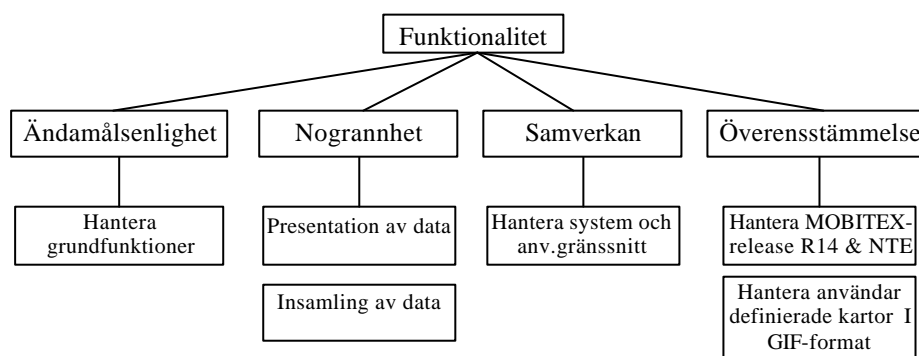 Funktionalitet
Ändamålsenlighet
Nogrannhet
Samverkan
Överensstämmelse
Hantera
grundfunktioner
Presentation av data
Hantera system och
anv.gränssnitt
Hantera MOBITEX-
release R14 & NTE
Insamling av data
Hantera användar
definierade kartor I
GIF-format